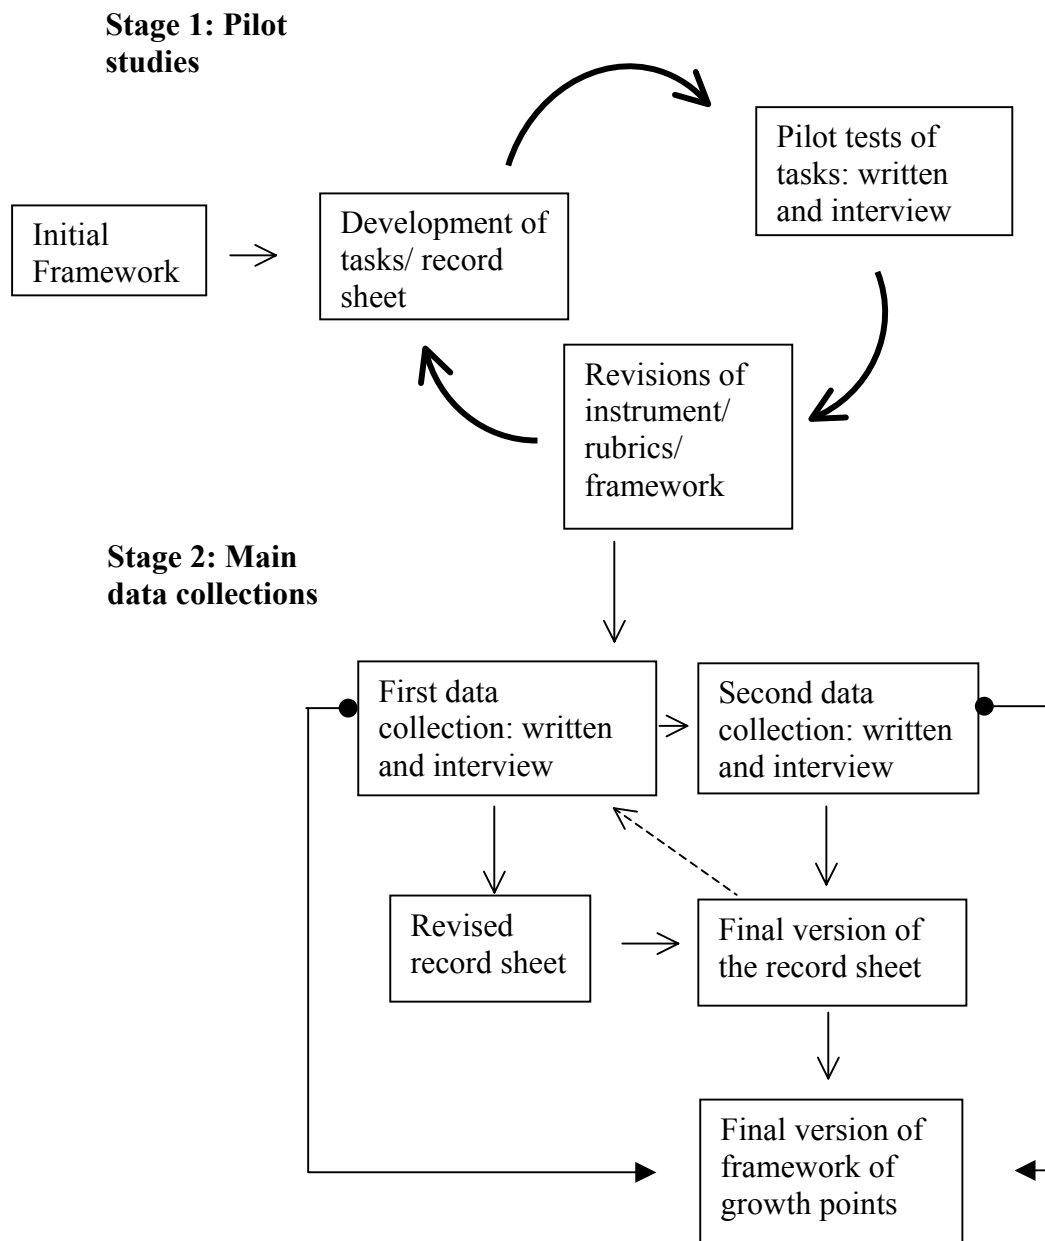 Stage 1: Pilot
studies
Pilot tests of
tasks: written
and interview
Initial
Framework
Development of
tasks/ record
sheet
Revisions of
instrument/
rubrics/
framework
Stage 2: Main
data collections
First data
collection: written
and interview
Second data
collection: written
and interview
Revised
record sheet
Final version of
the record sheet
Final version of
framework of
growth points